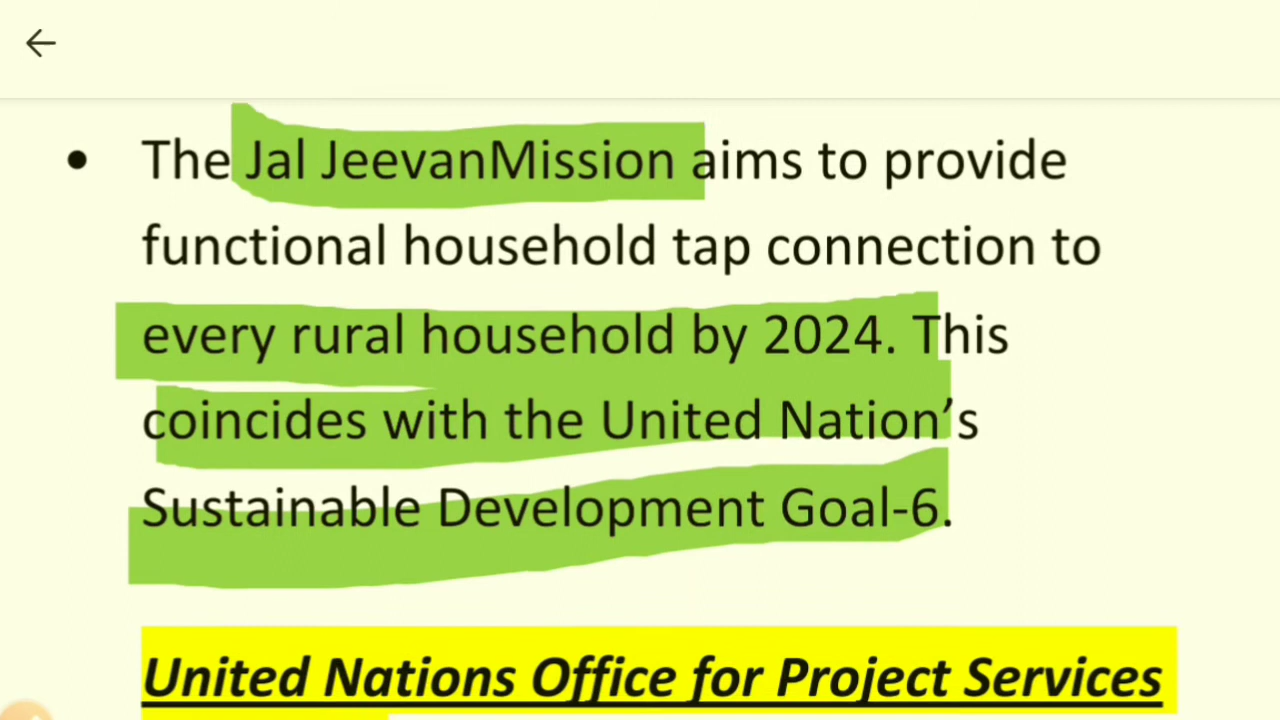 • The Jal JeevanMission aims to provide
functional household tap connection to
every rural household by 2024. This
coincides with the United Nation’s
Sustainable Development Goal-6.
United Nations Office for Project Services